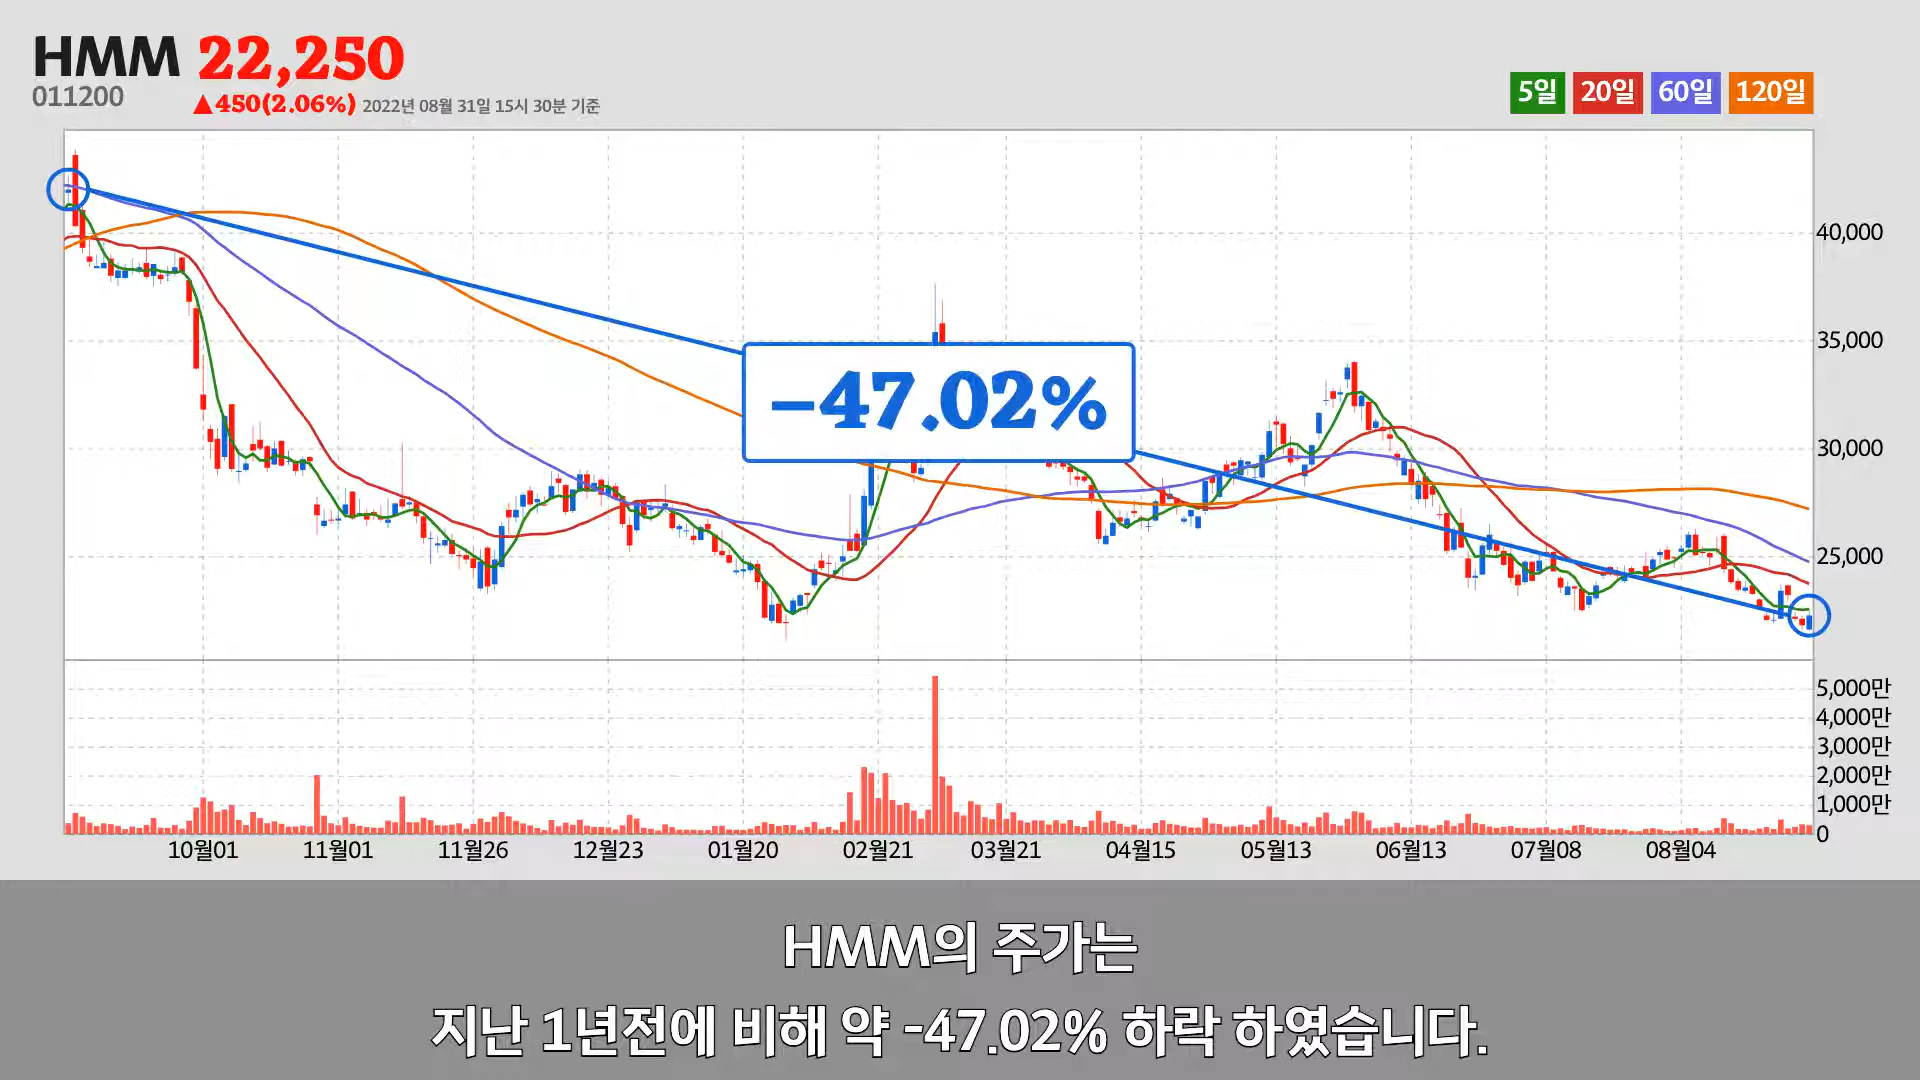 HMM 22,250
011200 ▲450(2.06%) 2022년 08월 31일 15시 30분 기준
5일 20일 60일 120일
40,000
35,000
−47.02%
30,000
25,000
5,000만
4,000만
3,000만
2,000만
1,000만
0
10월01 11월01 11월26 12월23 01월20 02월21 03월21 04월15 05월13 06월13 07월08 08월04
HMM의 주가는
지난 1년전에 비해 약 -47.02% 하락 하였습니다.